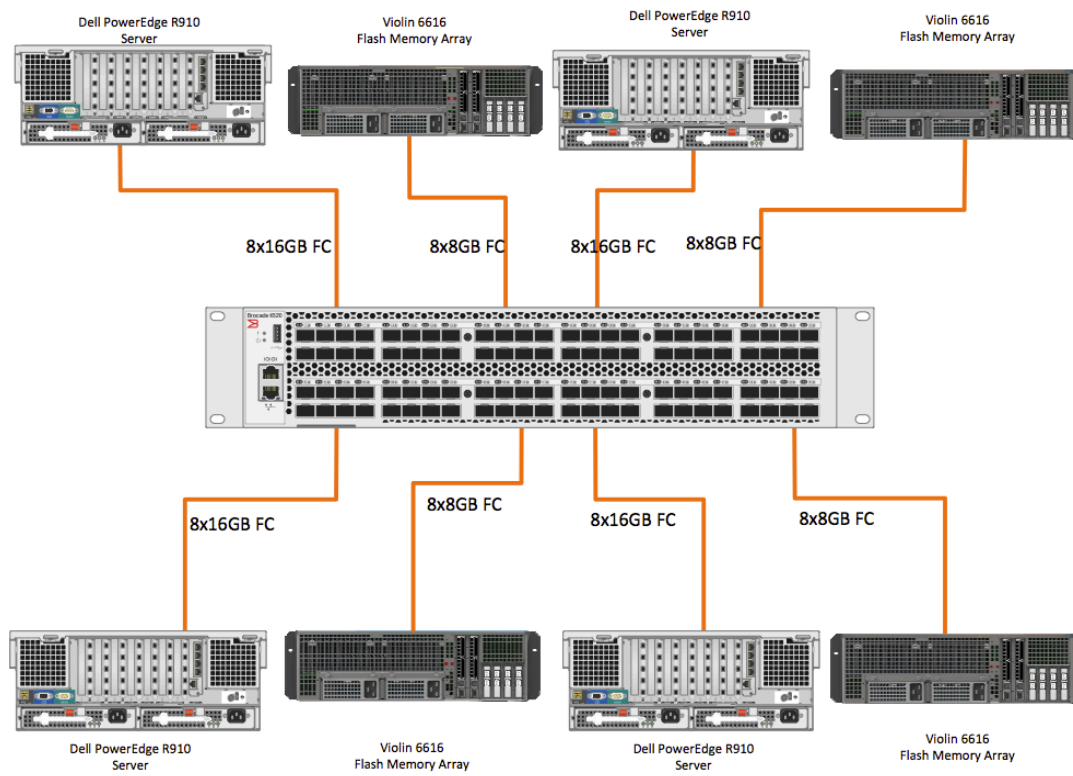 Dell PowerEdge R910
Server
Violin 6616
Flash Memory Array
Dell PowerEdge R910
Server
Violin 6616
Flash Memory Array
8x16GB FC
8x8GB FC
8x16GB FC
8x8GB FC
Brocade 6520
8x16GB FC
8x8GB FC
8x16GB FC
8x8GB FC
Dell PowerEdge R910
Server
Violin 6616
Flash Memory Array
Dell PowerEdge R910
Server
Violin 6616
Flash Memory Array